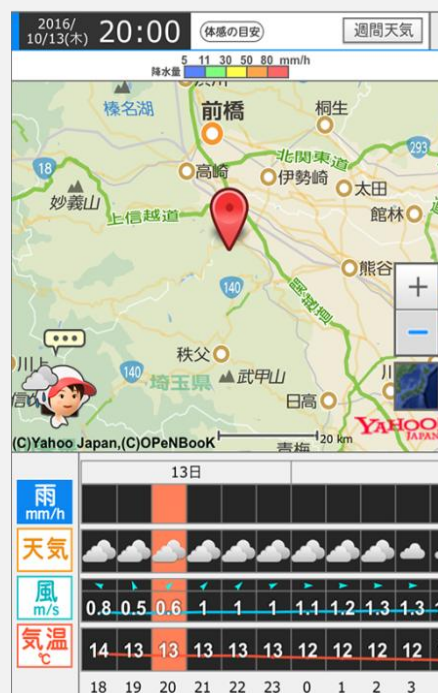 2016/
10/13(木) 20:00 体感の目安 週間天気
5 11 30 50 80 mm/h
降水量
榛名湖 前橋 桐生
18 高崎 北関東道 293
伊勢崎 太田
妙義山 上信越道 館林
熊谷
140 関越道
+
−
秩父
川上 140 埼玉県 武甲山
日高
YAHOO!
JAPAN
(C)Yahoo Japan,(C)OPeNBooK 20 km
青梅
13日
雨
mm/h
天気
風
m/s 0.8 0.5 0.6 1 1 1 1.1 1.2 1.3 1.3
気温
℃ 14 13 13 13 13 13 12 12 12 12
18 19 20 21 22 23 0 1 2 3